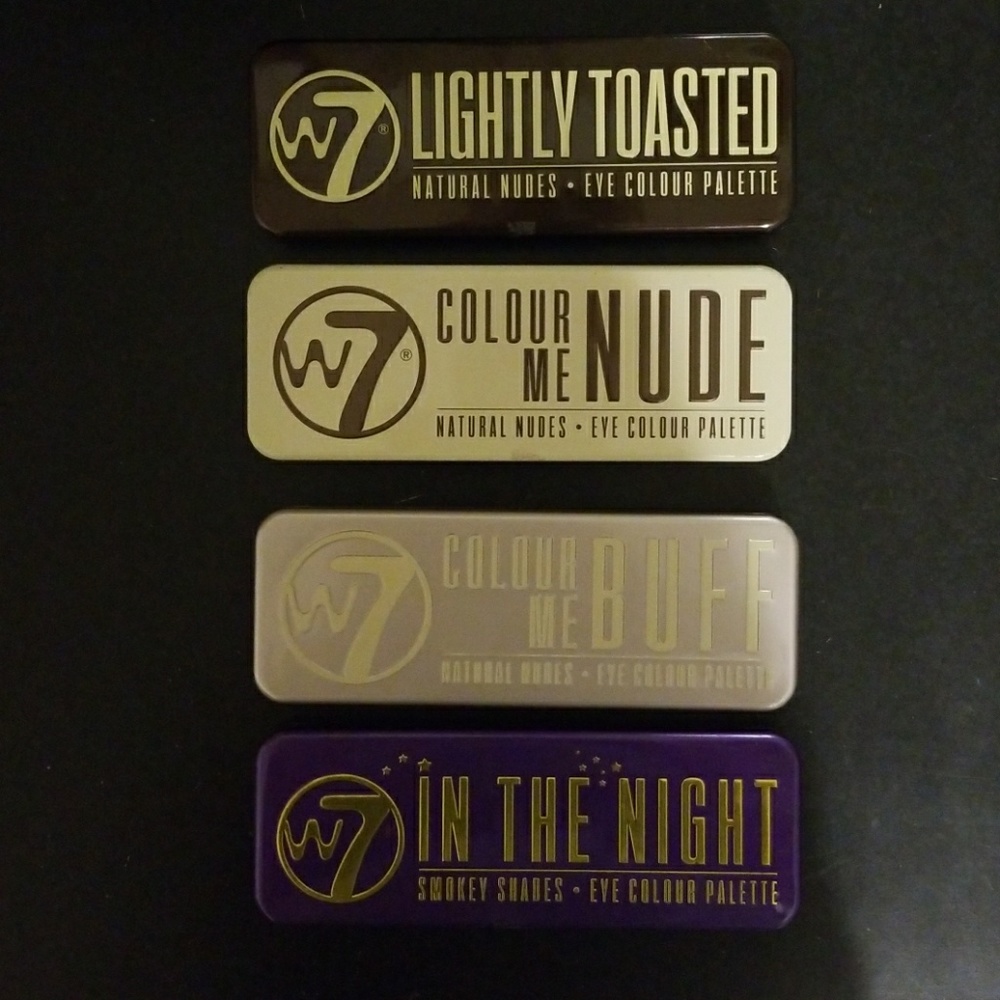 W7® LIGHTLY TOASTED
NATURAL NUDES • EYE COLOUR PALETTE
W7® COLOUR
ME NUDE
NATURAL NUDES • EYE COLOUR PALETTE
W7 COLOUR
ME BUFF
NATURAL NUDES • EYE COLOUR PALETTE
W7 IN THE NIGHT
SMOKEY SHADES • EYE COLOUR PALETTE